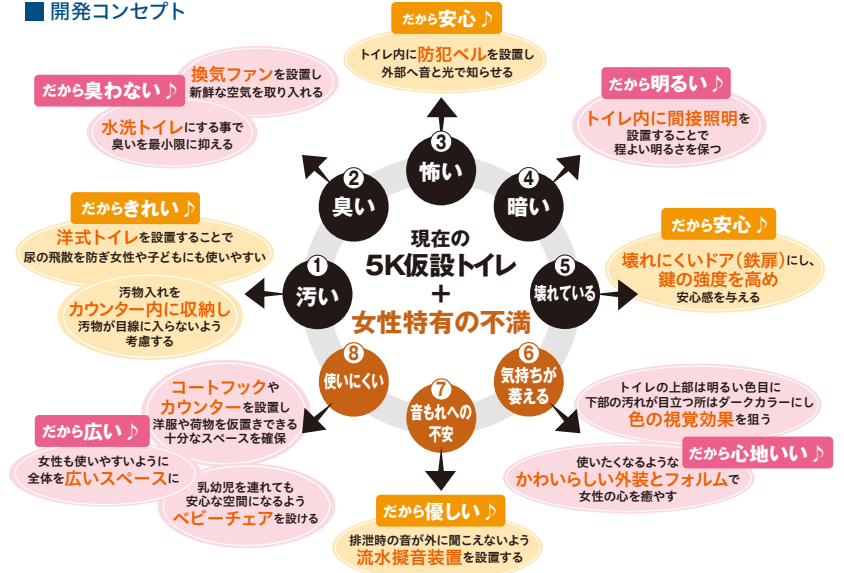 ■ 開発コンセプト
だから安心♪
トイレ内に防犯ベルを設置し
外部へ音と光で知らせる
換気ファンを設置し
新鮮な空気を取り入れる
だから臭わない♪
水洗トイレにする事で
臭いを最小限に抑える
だから明るい♪
トイレ内に間接照明を
設置することで
程よい明るさを保つ
③
怖い
②
臭い
④
暗い
だからきれい♪
洋式トイレを設置することで
尿の飛散を防ぎ女性や子どもにも使いやすい
汚物入れを
カウンター内に収納し
汚物が目線に入らないよう
考慮する
①
汚い
現在の
5K仮設トイレ
+
女性特有の不満
⑤
壊れている
だから安心♪
壊れにくいドア(鉄扉)にし、
鍵の強度を高め
安心感を与える
⑧
使いにくい
⑦
音もれへの
不安
⑥
気持ちが
萎える
コートフックや
カウンターを設置し
洋服や荷物を仮置きできる
十分なスペースを確保
だから広い♪
女性も使いやすいように
全体を広いスペースに
乳幼児を連れても
安心な空間になるよう
ベビーチェアを設ける
トイレの上部は明るい色目に
下部の汚れが目立つ所はダークカラーにし
色の視覚効果を狙う
だから心地いい♪
使いたくなるような
かわいらしい外装とフォルムで
女性の心を癒やす
だから優しい♪
排泄時の音が外に聞こえないよう
流水擬音装置を設置する